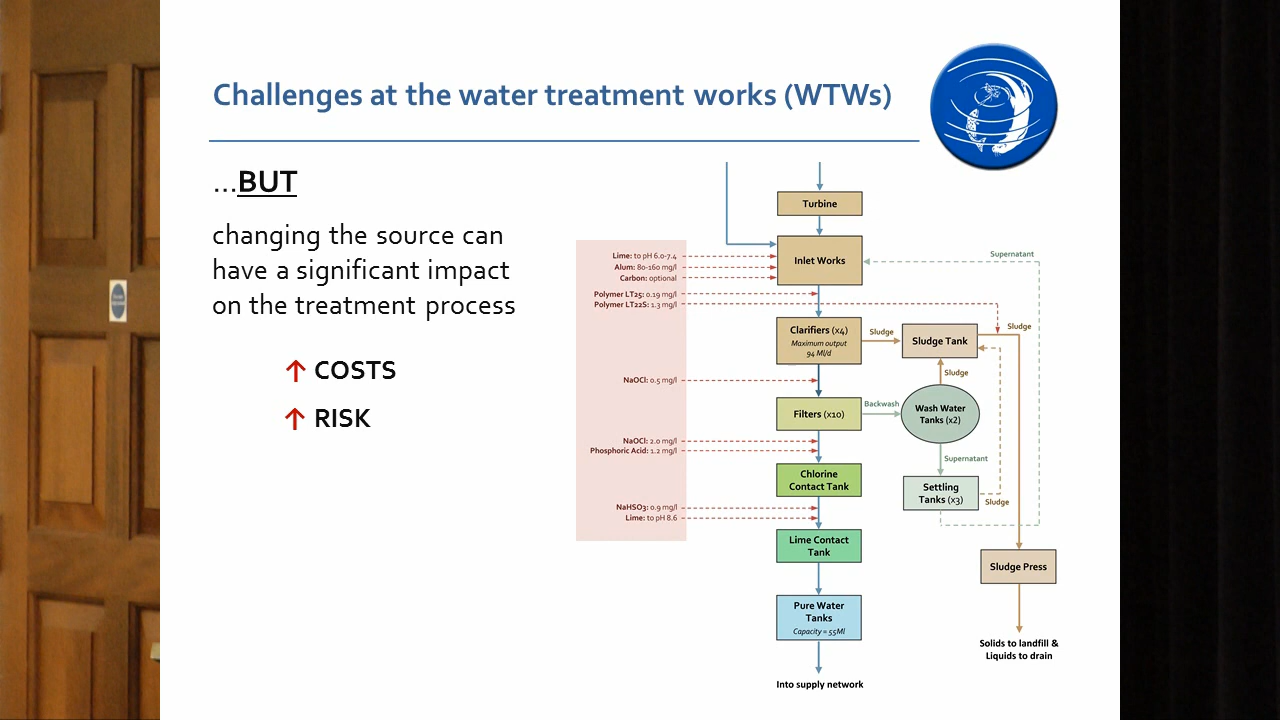 Challenges at the water treatment works (WTWs)
...BUT
changing the source can
have a significant impact
on the treatment process
↑ COSTS
↑ RISK
Turbine
Inlet Works
Supernatant
Lime: to pH 6.0-7.4
Alum: 80-160 mg/l
Carbon: optional
Polymer LT25: 0.19 mg/l
Polymer LT22S: 1.3 mg/l
Clarifiers (x4)
Maximum output
94 Ml/d
Sludge
Sludge Tank
Sludge
Sludge
NaOCl: 0.5 mg/l
Filters (x10)
Backwash
Wash Water
Tanks (x2)
NaOCl: 2.0 mg/l
Phosphoric Acid: 1.2 mg/l
Supernatant
Chlorine
Contact Tank
Settling
Tanks (x3)
Sludge
NaHSO3: 0.9 mg/l
Lime: to pH 8.6
Lime Contact
Tank
Sludge Press
Pure Water
Tanks
Capacity = 55Ml
Solids to landfill &
Liquids to drain
Into supply network